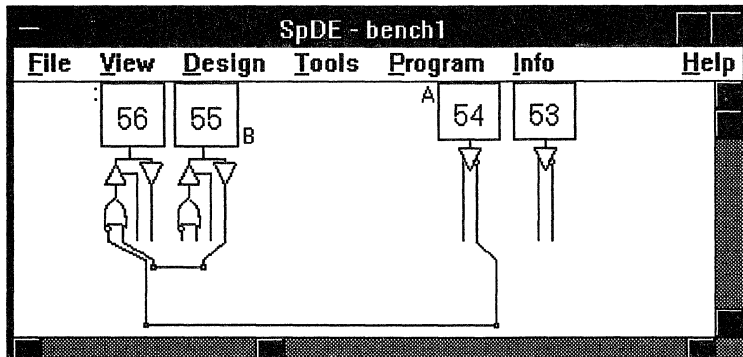 SpDE - bench1
File View Design Tools Program Info Help
: 56 55 B A 54 53